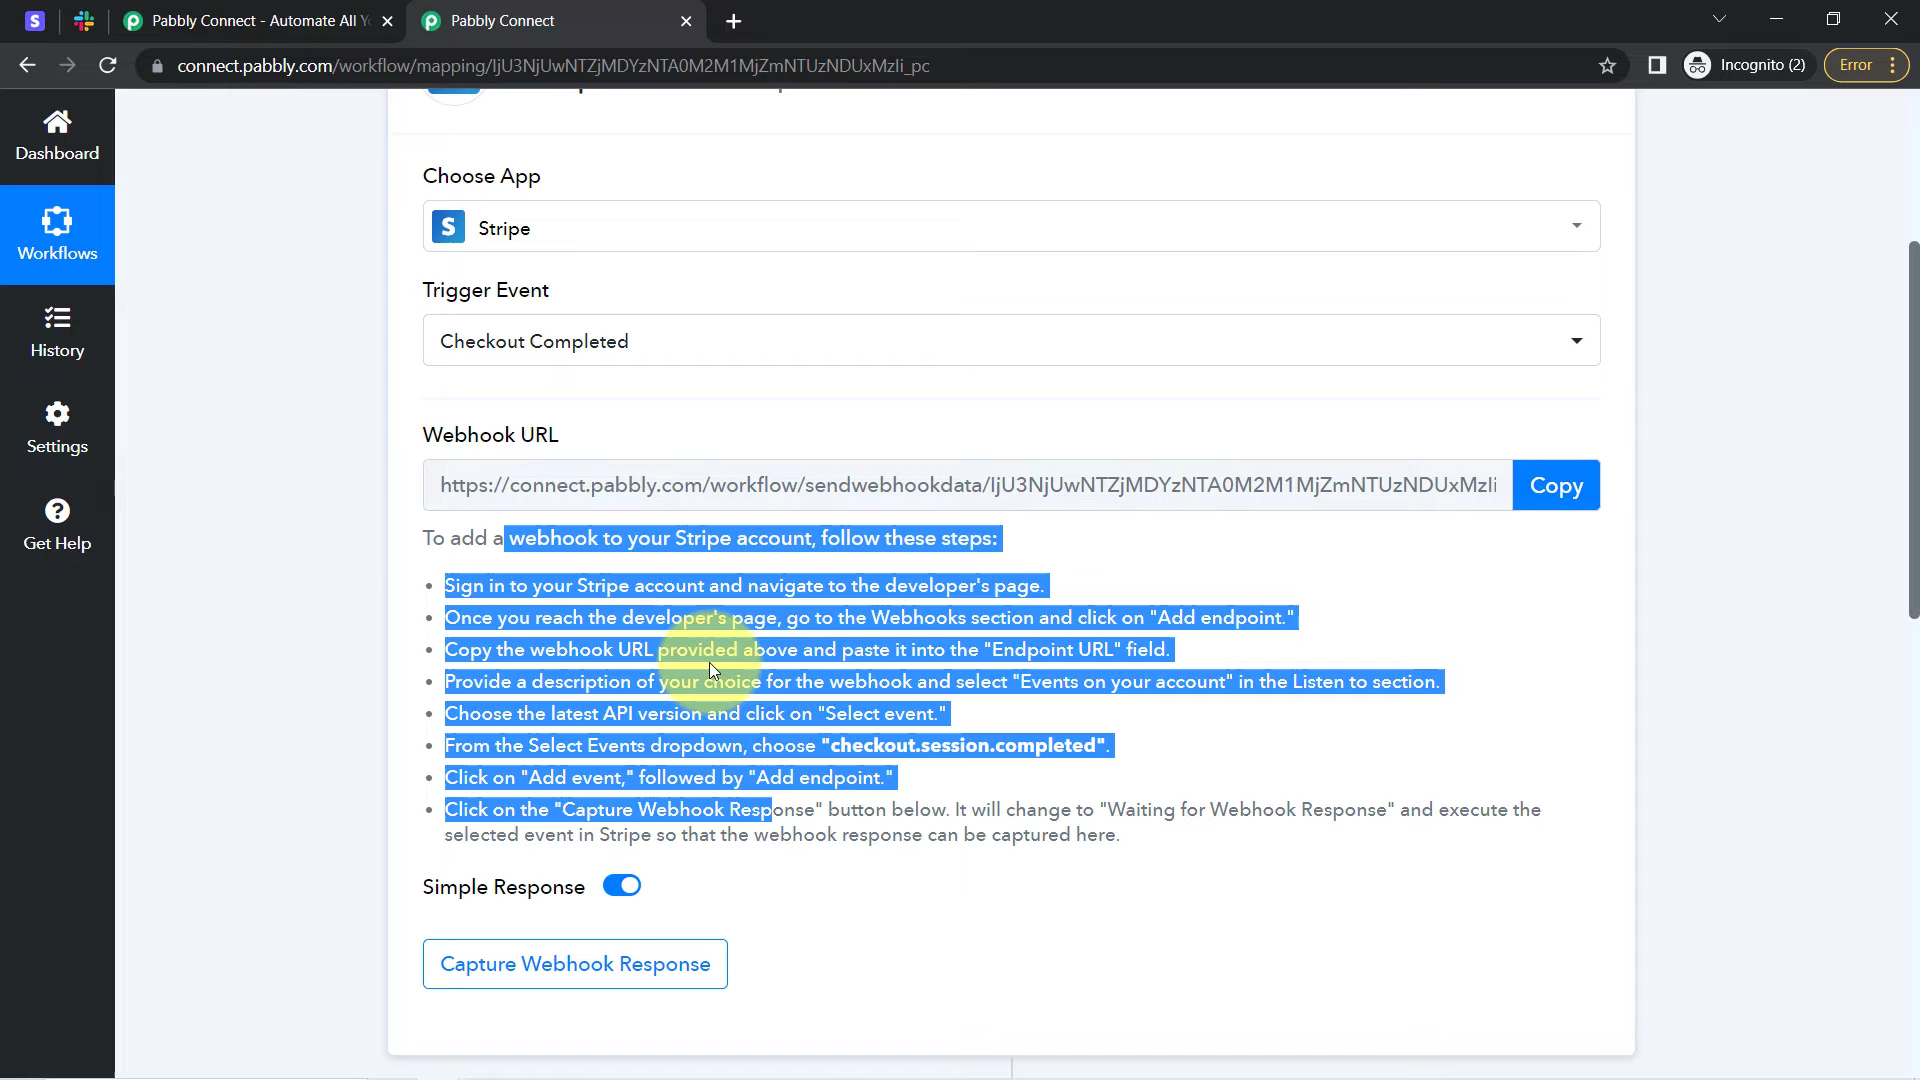 S
Pabbly Connect - Automate All Y
Pabbly Connect
connect.pabbly.com/workflow/mapping/IjU3NjUwNTZjMDYzNTA0M2M1MjZmNTUzNDUxMzIi_pc
Incognito (2)
Error
Dashboard
Workflows
History
Settings
Get Help
Choose App
S Stripe
Trigger Event
Checkout Completed
Webhook URL
https://connect.pabbly.com/workflow/sendwebhookdata/IjU3NjUwNTZjMDYzNTA0M2M1MjZmNTUzNDUxMzIi
Copy
To add a webhook to your Stripe account, follow these steps:
• Sign in to your Stripe account and navigate to the developer's page.
• Once you reach the developer's page, go to the Webhooks section and click on "Add endpoint."
• Copy the webhook URL provided above and paste it into the "Endpoint URL" field.
• Provide a description of your choice for the webhook and select "Events on your account" in the Listen to section.
• Choose the latest API version and click on "Select event."
• From the Select Events dropdown, choose "checkout.session.completed".
• Click on "Add event," followed by "Add endpoint."
• Click on the "Capture Webhook Response" button below. It will change to "Waiting for Webhook Response" and execute the
selected event in Stripe so that the webhook response can be captured here.
Simple Response
Capture Webhook Response